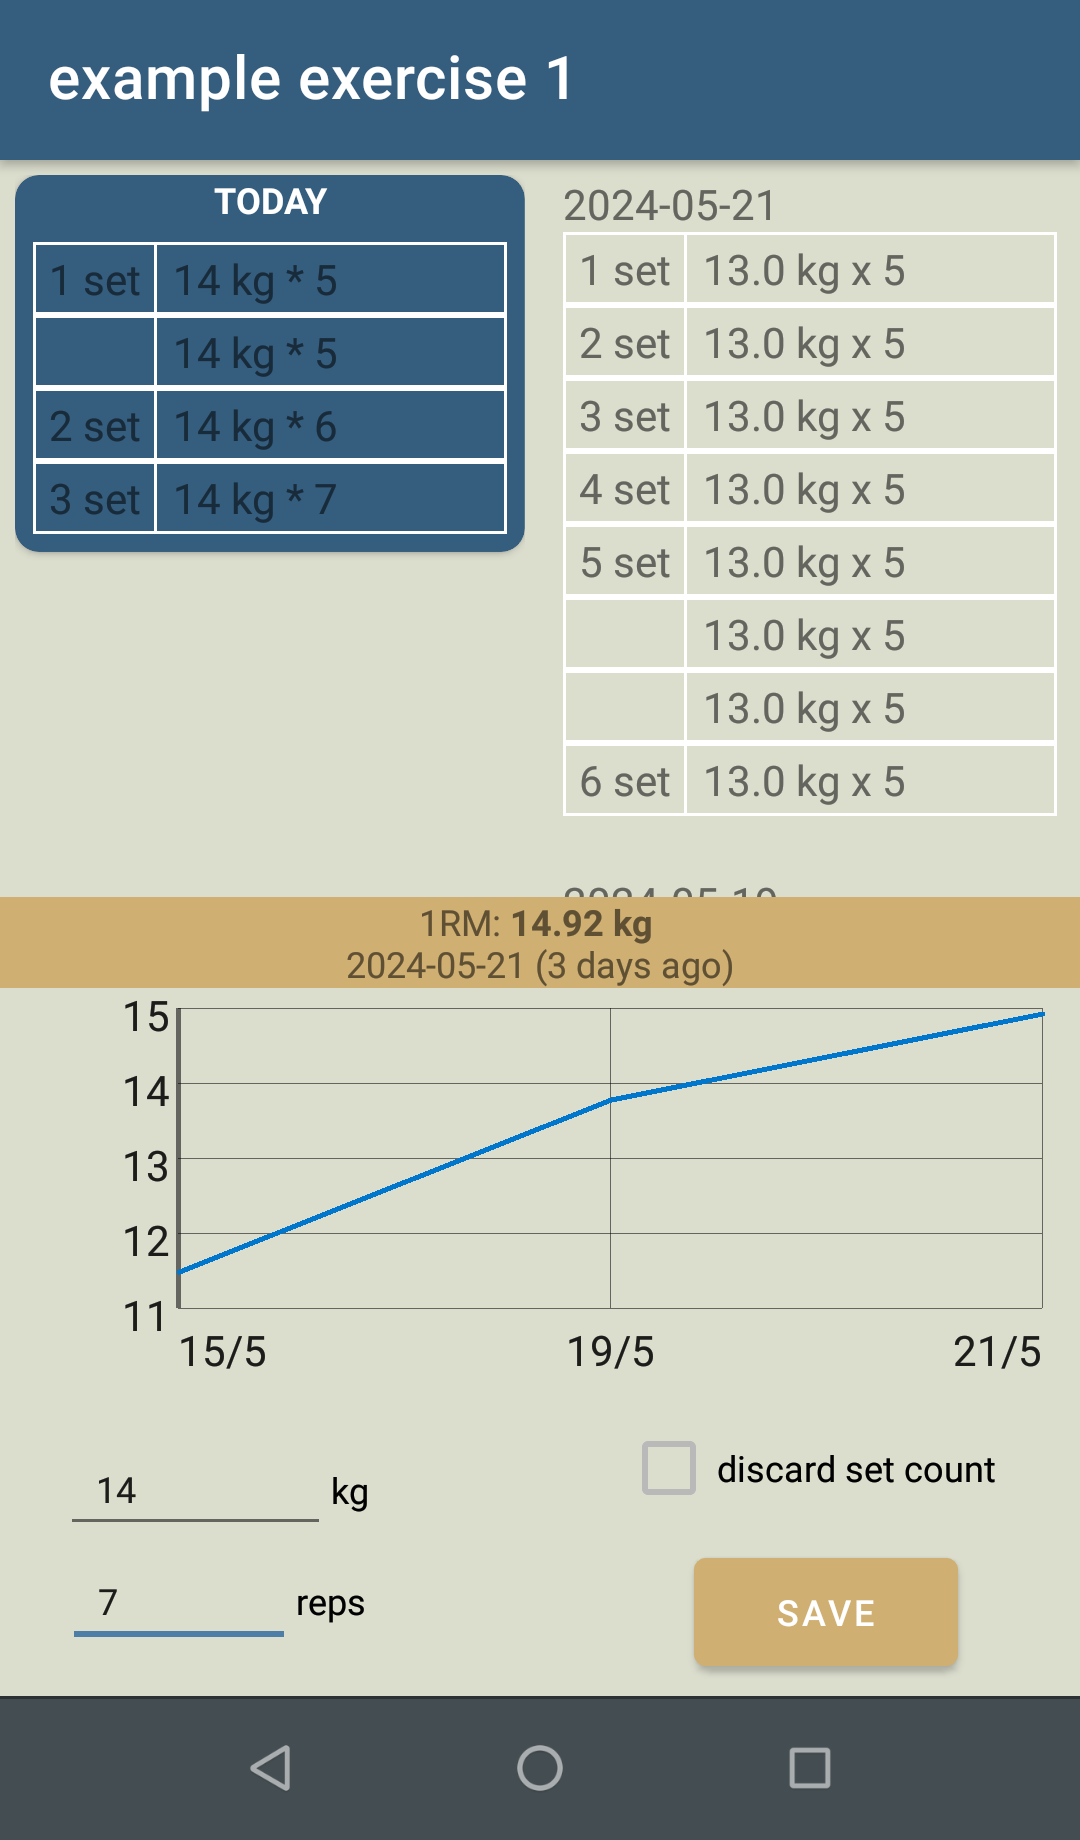 example exercise 1
TODAY
1 set 14 kg * 5
14 kg * 5
2 set 14 kg * 6
3 set 14 kg * 7
2024-05-21
1 set 13.0 kg x 5
2 set 13.0 kg x 5
3 set 13.0 kg x 5
4 set 13.0 kg x 5
5 set 13.0 kg x 5
13.0 kg x 5
13.0 kg x 5
6 set 13.0 kg x 5
1RM: 14.92 kg
2024-05-21 (3 days ago)
15
14
13
12
11
15/5 19/5 21/5
14 kg
discard set count
7 reps
SAVE